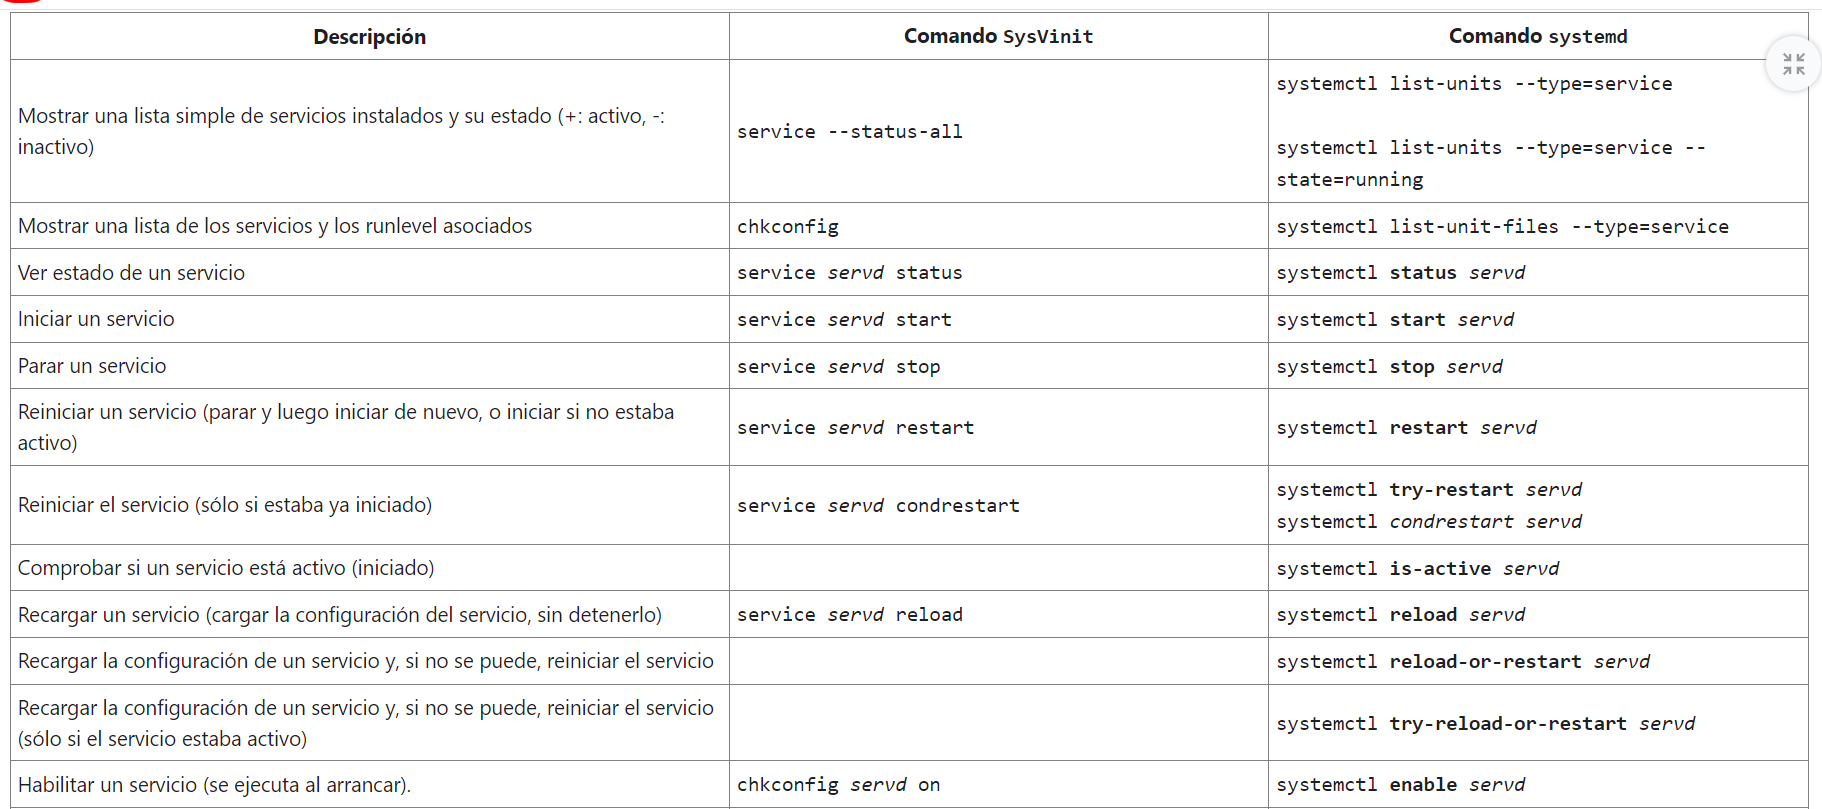 Descripción Comando SysVinit Comando systemd
Mostrar una lista simple de servicios instalados y su estado (+: activo, -:
inactivo)
service --status-all
systemctl list-units --type=service
systemctl list-units --type=service --
state=running
Mostrar una lista de los servicios y los runlevel asociados chkconfig systemctl list-unit-files --type=service
Ver estado de un servicio service servd status systemctl status servd
Iniciar un servicio service servd start systemctl start servd
Parar un servicio service servd stop systemctl stop servd
Reiniciar un servicio (parar y luego iniciar de nuevo, o iniciar si no estaba
activo)
service servd restart systemctl restart servd
Reiniciar el servicio (sólo si estaba ya iniciado) service servd condrestart
systemctl try-restart servd
systemctl condrestart servd
Comprobar si un servicio está activo (iniciado) systemctl is-active servd
Recargar un servicio (cargar la configuración del servicio, sin detenerlo) service servd reload systemctl reload servd
Recargar la configuración de un servicio y, si no se puede, reiniciar el servicio systemctl reload-or-restart servd
Recargar la configuración de un servicio y, si no se puede, reiniciar el servicio
(sólo si el servicio estaba activo)
systemctl try-reload-or-restart servd
Habilitar un servicio (se ejecuta al arrancar). chkconfig servd on systemctl enable servd